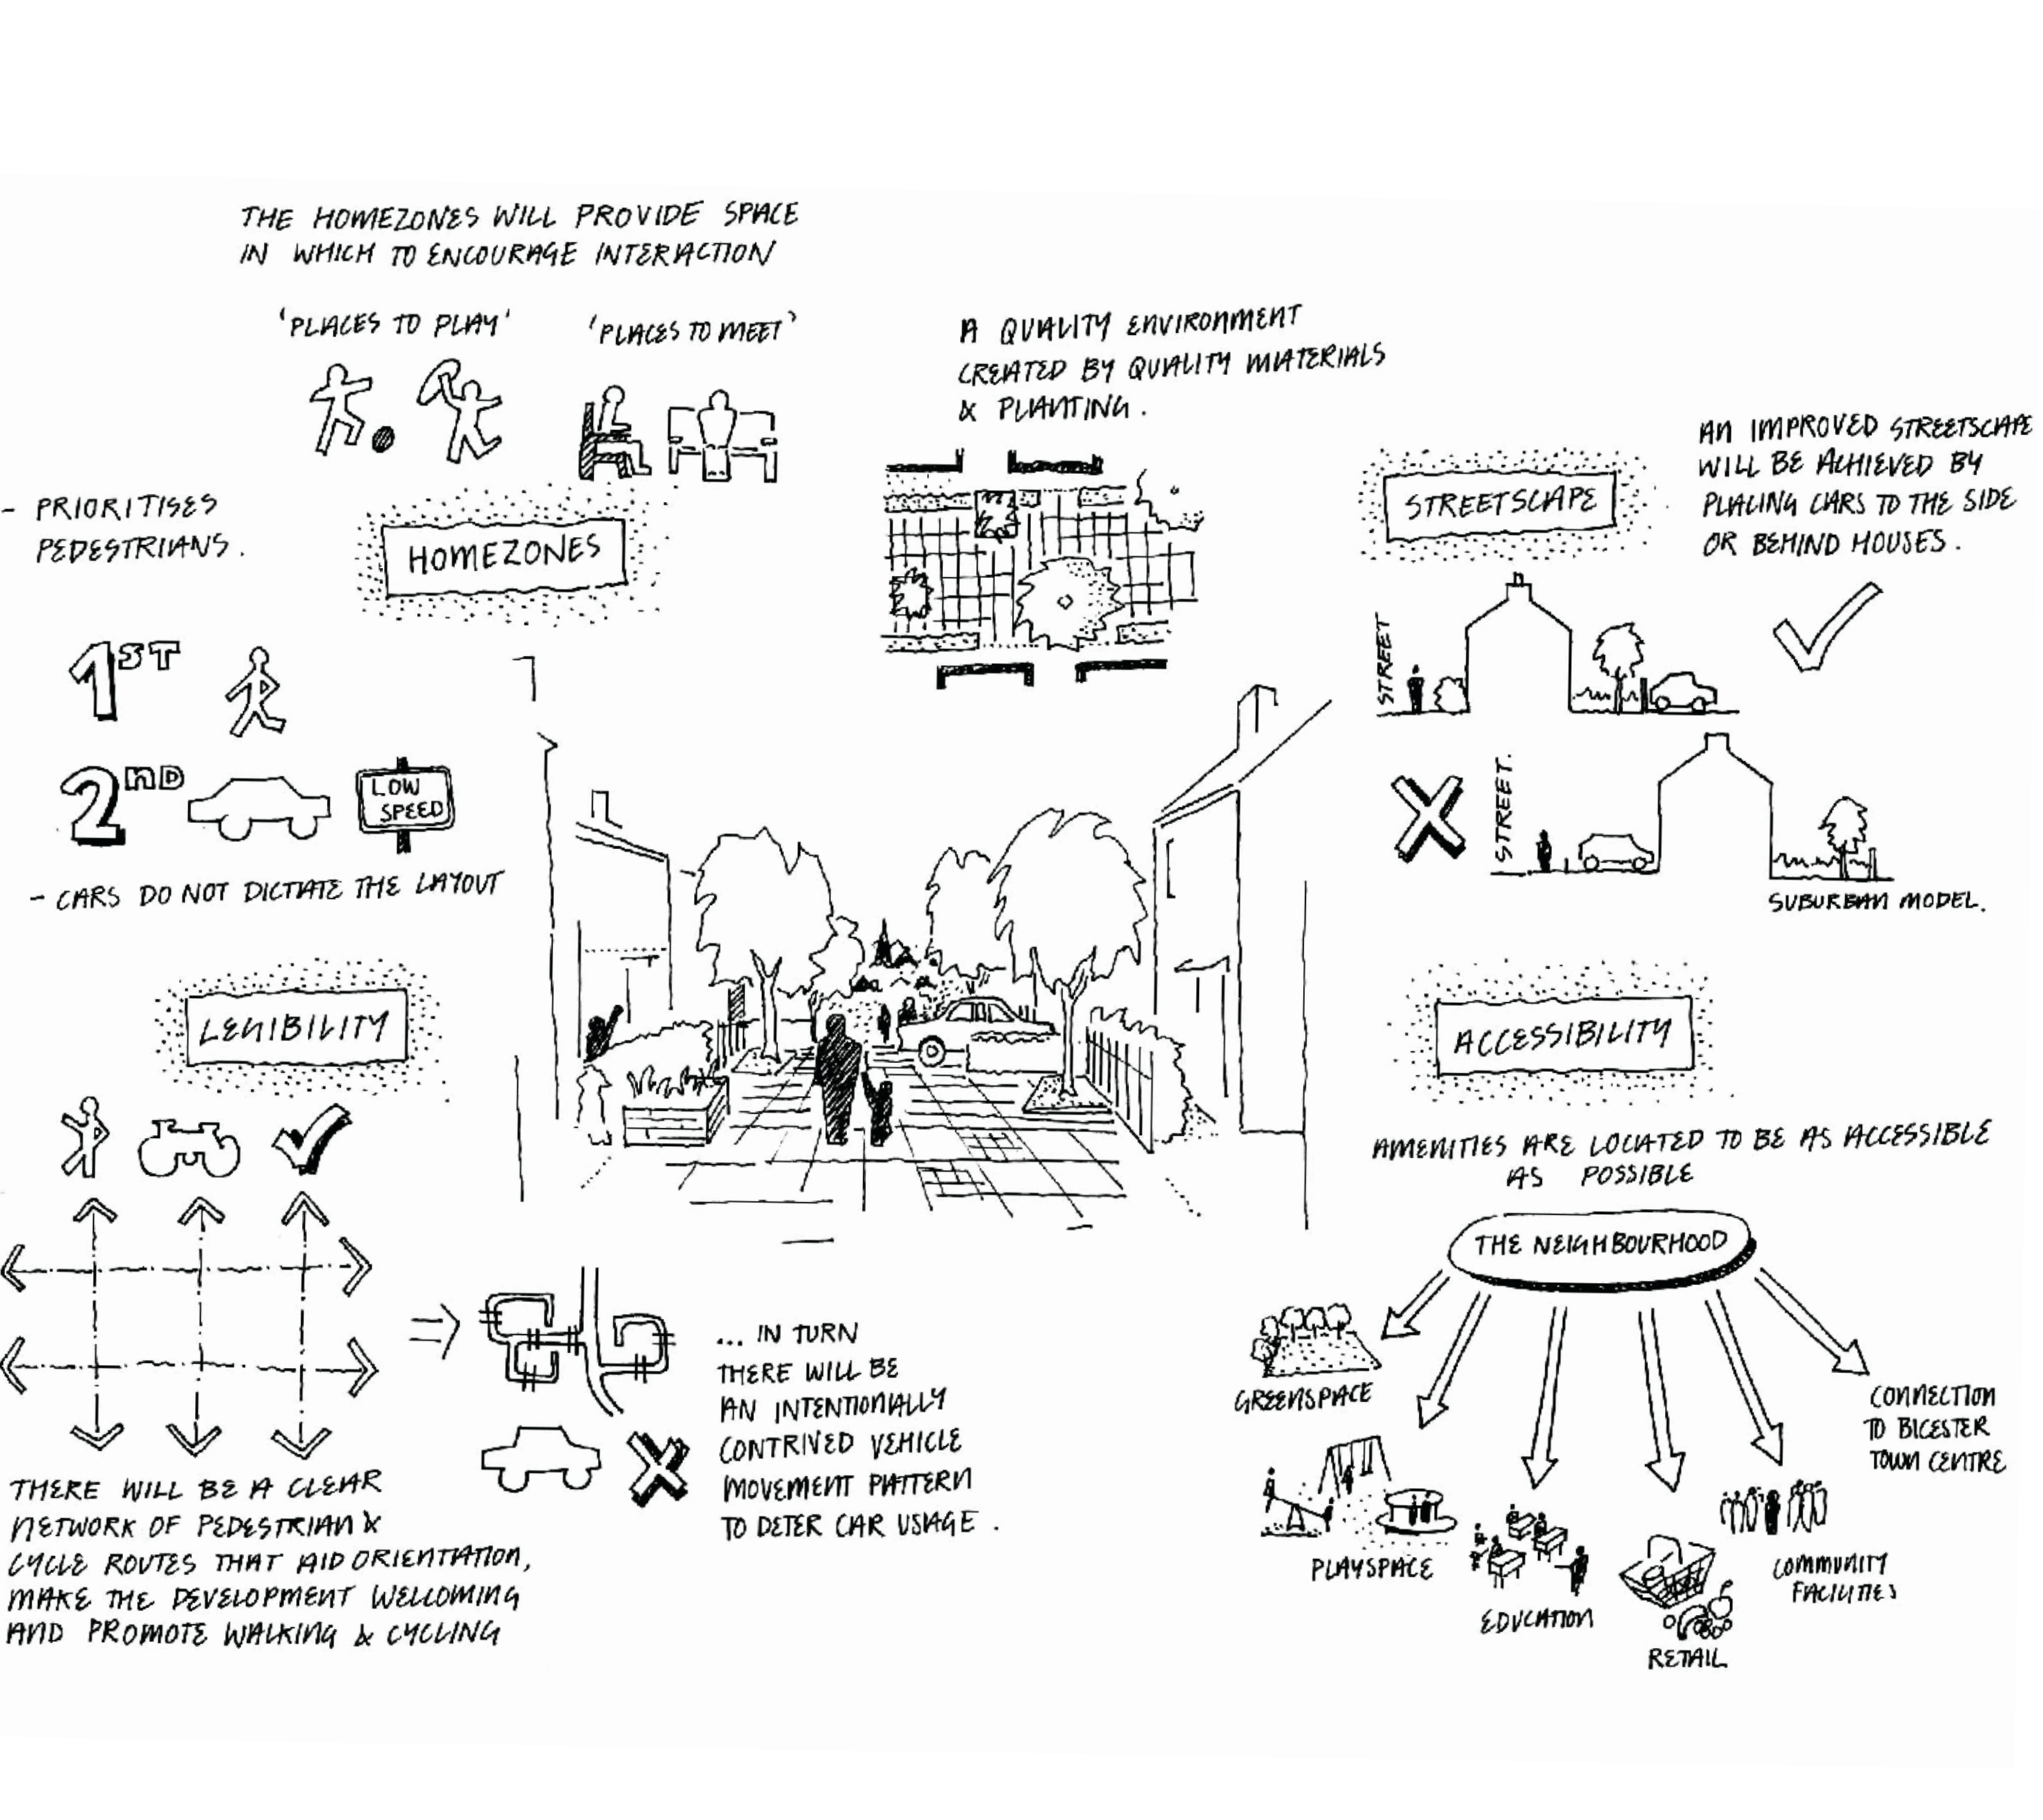 THE HOMEZONES WILL PROVIDE SPACE
IN WHICH TO ENCOURAGE INTERACTION
'PLACES TO PLAY'
'PLACES TO MEET'
- PRIORITISES
PEDESTRIANS.
HOMEZONES
1ST
2ND
LOW
SPEED
- CARS DO NOT DICTATE THE LAYOUT
A QUALITY ENVIRONMENT
CREATED BY QUALITY MATERIALS
& PLANTING.
STREETSCAPE
AN IMPROVED STREETSCAPE
WILL BE ACHIEVED BY
PLACING CARS TO THE SIDE
OR BEHIND HOUSES.
STREET
STREET.
SUBURBAN MODEL.
LEGIBILITY
THERE WILL BE A CLEAR
NETWORK OF PEDESTRIAN &
CYCLE ROUTES THAT AID ORIENTATION,
MAKE THE DEVELOPMENT WELCOMING
AND PROMOTE WALKING & CYCLING
... IN TURN
THERE WILL BE
AN INTENTIONALLY
CONTRIVED VEHICLE
MOVEMENT PATTERN
TO DETER CAR USAGE.
ACCESSIBILITY
AMENITIES ARE LOCATED TO BE AS ACCESSIBLE
AS POSSIBLE
THE NEIGHBOURHOOD
GREENSPACE
PLAYSPACE
EDUCATION
RETAIL
COMMUNITY
FACILITIES
CONNECTION
TO BICESTER
TOWN CENTRE